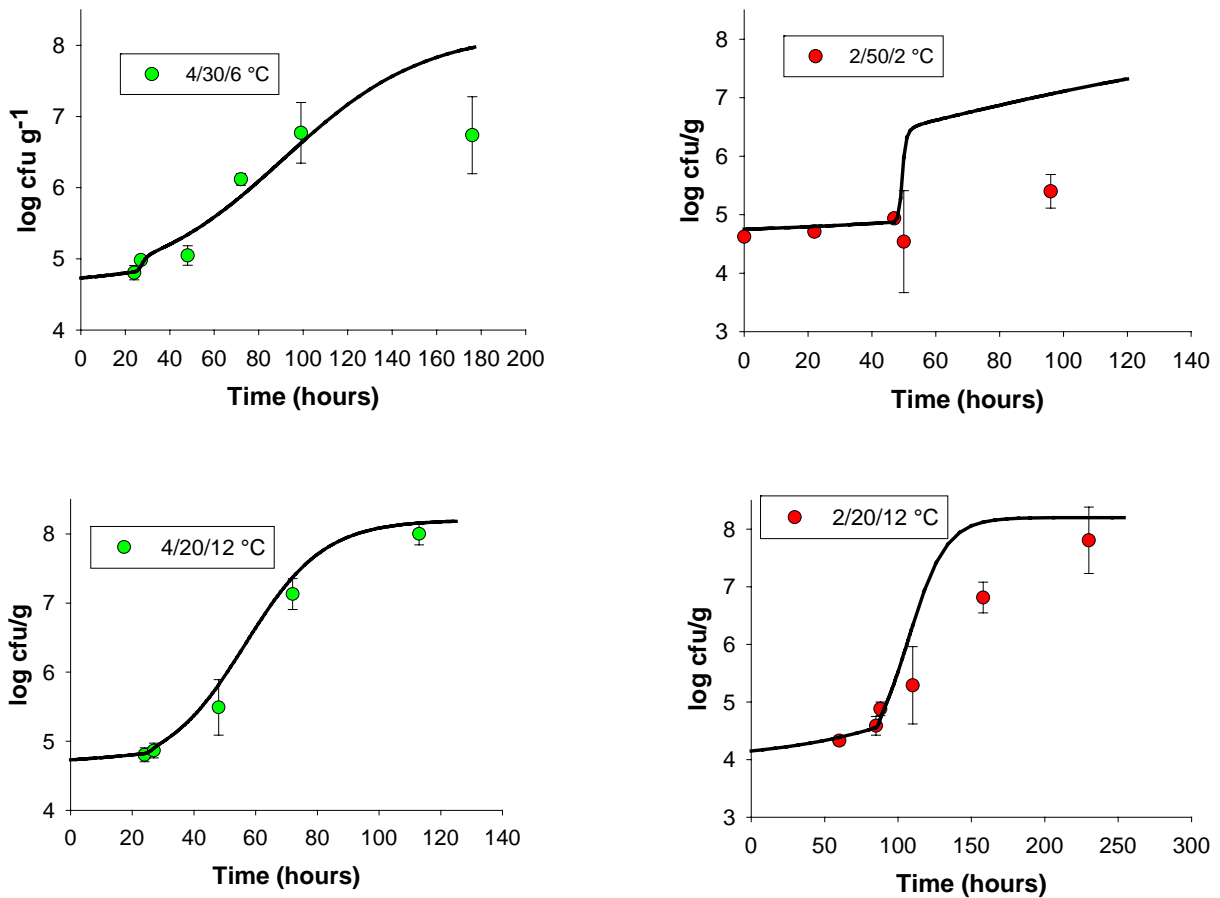 8
7
6
5
4
log cfu g-1
4/30/6 °C
0 20 40 60 80 100 120 140 160 180 200
Time (hours)
8
7
6
5
4
3
log cfu/g
2/50/2 °C
0 20 40 60 80 100 120 140
Time (hours)
8
7
6
5
4
log cfu/g
4/20/12 °C
0 20 40 60 80 100 120 140
Time (hours)
8
7
6
5
4
3
log cfu/g
2/20/12 °C
0 50 100 150 200 250 300
Time (hours)